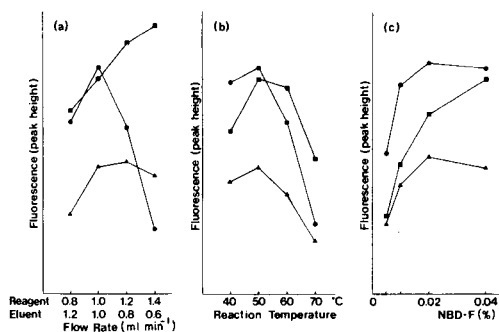 (a)
(b)
(c)
Fluorescence (peak height)
Fluorescence (peak height)
Fluorescence (peak height)
Reagent 0.8 1.0 1.2 1.4
Eluent 1.2 1.0 0.8 0.6
Flow Rate (ml min⁻¹)
40 50 60 70 °C
Reaction Temperature
0 0.02 0.04
NBD-F (%)